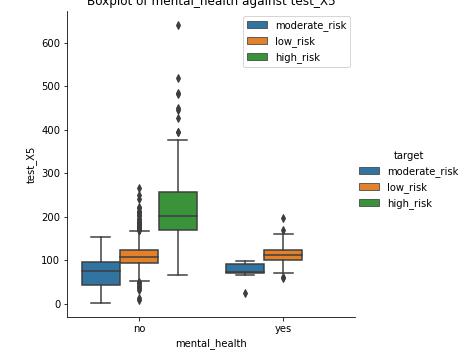 Boxplot of mental_health against test_X5
moderate_risk
low_risk
high_risk
600
500
400
300
200
100
0
test_X5
no
yes
mental_health
target
moderate_risk
low_risk
high_risk